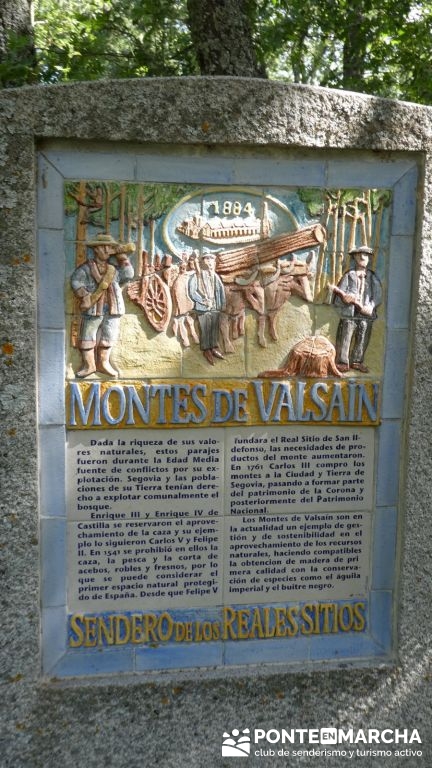 1884
MONTES DE VALSAÍN
Dada la riqueza de sus valo-
res naturales, estos parajes
fueron durante la Edad Media
fuente de conflictos por su ex-
plotación. Segovia y las pobla-
ciones de su Tierra tenían dere-
cho a explotar comunalmente el
bosque.
Enrique III y Enrique IV de
Castilla se reservaron el aprove-
chamiento de la caza y su ejem-
plo lo siguieron Carlos V y Felipe
II. En 1541 se prohibió en ellos la
caza, la pesca y la corta de
acebos, robles y fresnos, por lo
que se puede considerar el
primer espacio natural protegi-
do de España. Desde que Felipe V
fundara el Real Sitio de San Il-
defonso, las necesidades de pro-
ductos del monte aumentaron.
En 1761 Carlos III compro los
montes a la Ciudad y Tierra de
Segovia, pasando a formar parte
del patrimonio de la Corona y
posteriormente del Patrimonio
Nacional.
Los Montes de Valsaín son en
la actualidad un ejemplo de ges-
tión y de sostenibilidad en el
aprovechamiento de los recursos
naturales, haciendo compatibles
la obtencion de madera de pri-
mera calidad con la conserva-
ción de especies como el águila
imperial y el buitre negro.
SENDERO DE LOS REALES SITIOS
PONTE EN MARCHA
club de senderismo y turismo activo